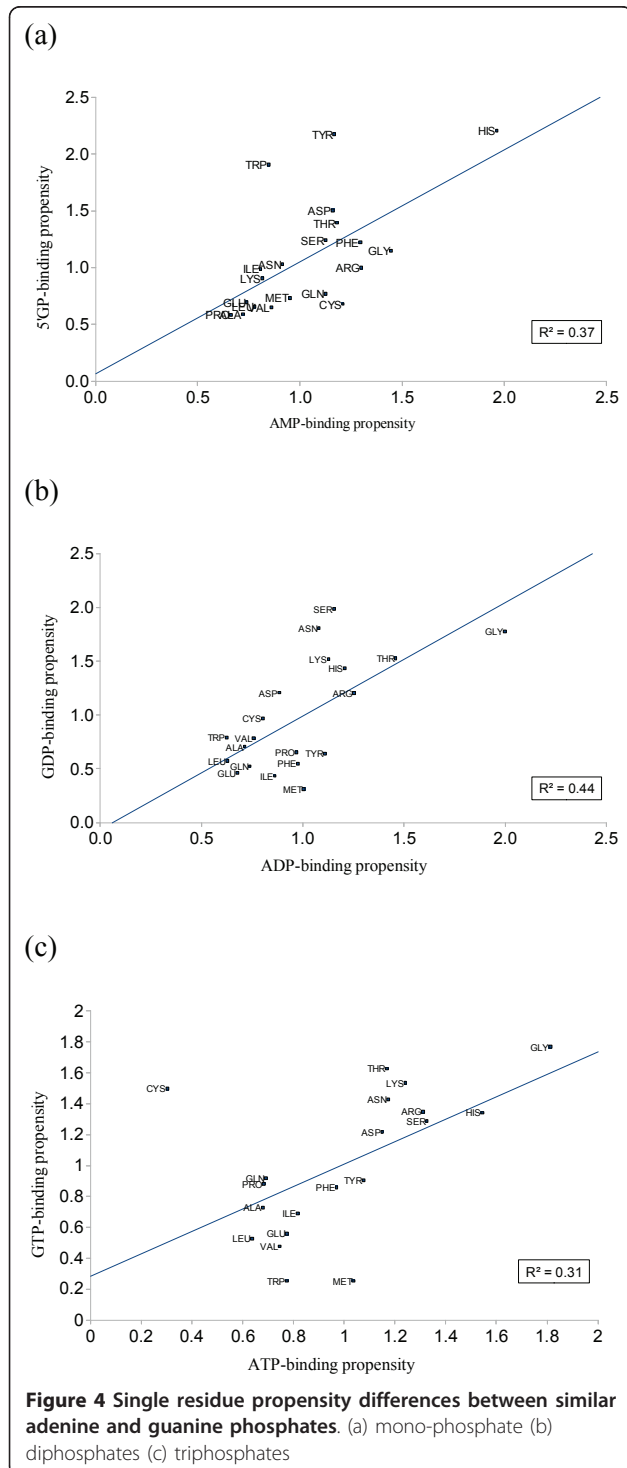 (a)
2.5
2.0
1.5
1.0
0.5
0.0
5'GP-binding propensity
TYR
HIS
TRP
ASP
THR
SER
PHE
GLY
ILE
ASN
ARG
LYS
GLU
LEU
VAL
MET
GLN
CYS
PRO
ALA
R² = 0.37
0.0 0.5 1.0 1.5 2.0 2.5
AMP-binding propensity
(b)
2.5
2.0
1.5
1.0
0.5
0.0
GDP-binding propensity
SER
ASN
GLY
LYS
THR
HIS
ASP
ARG
CYS
TRP
VAL
ALA
PRO
TYR
LEU
GLN
PHE
GLU
ILE
MET
R² = 0.44
0.0 0.5 1.0 1.5 2.0 2.5
ADP-binding propensity
(c)
2
1.8
1.6
1.4
1.2
1
0.8
0.6
0.4
0.2
0
GTP-binding propensity
GLY
THR
CYS
LYS
ASN
ARG
HIS
SER
ASP
GLN
PRO
TYR
PHE
ALA
ILE
LEU
GLU
VAL
TRP
MET
R² = 0.31
0 0.2 0.4 0.6 0.8 1 1.2 1.4 1.6 1.8 2
ATP-binding propensity
Figure 4 Single residue propensity differences between similar
adenine and guanine phosphates. (a) mono-phosphate (b)
diphosphates (c) triphosphates